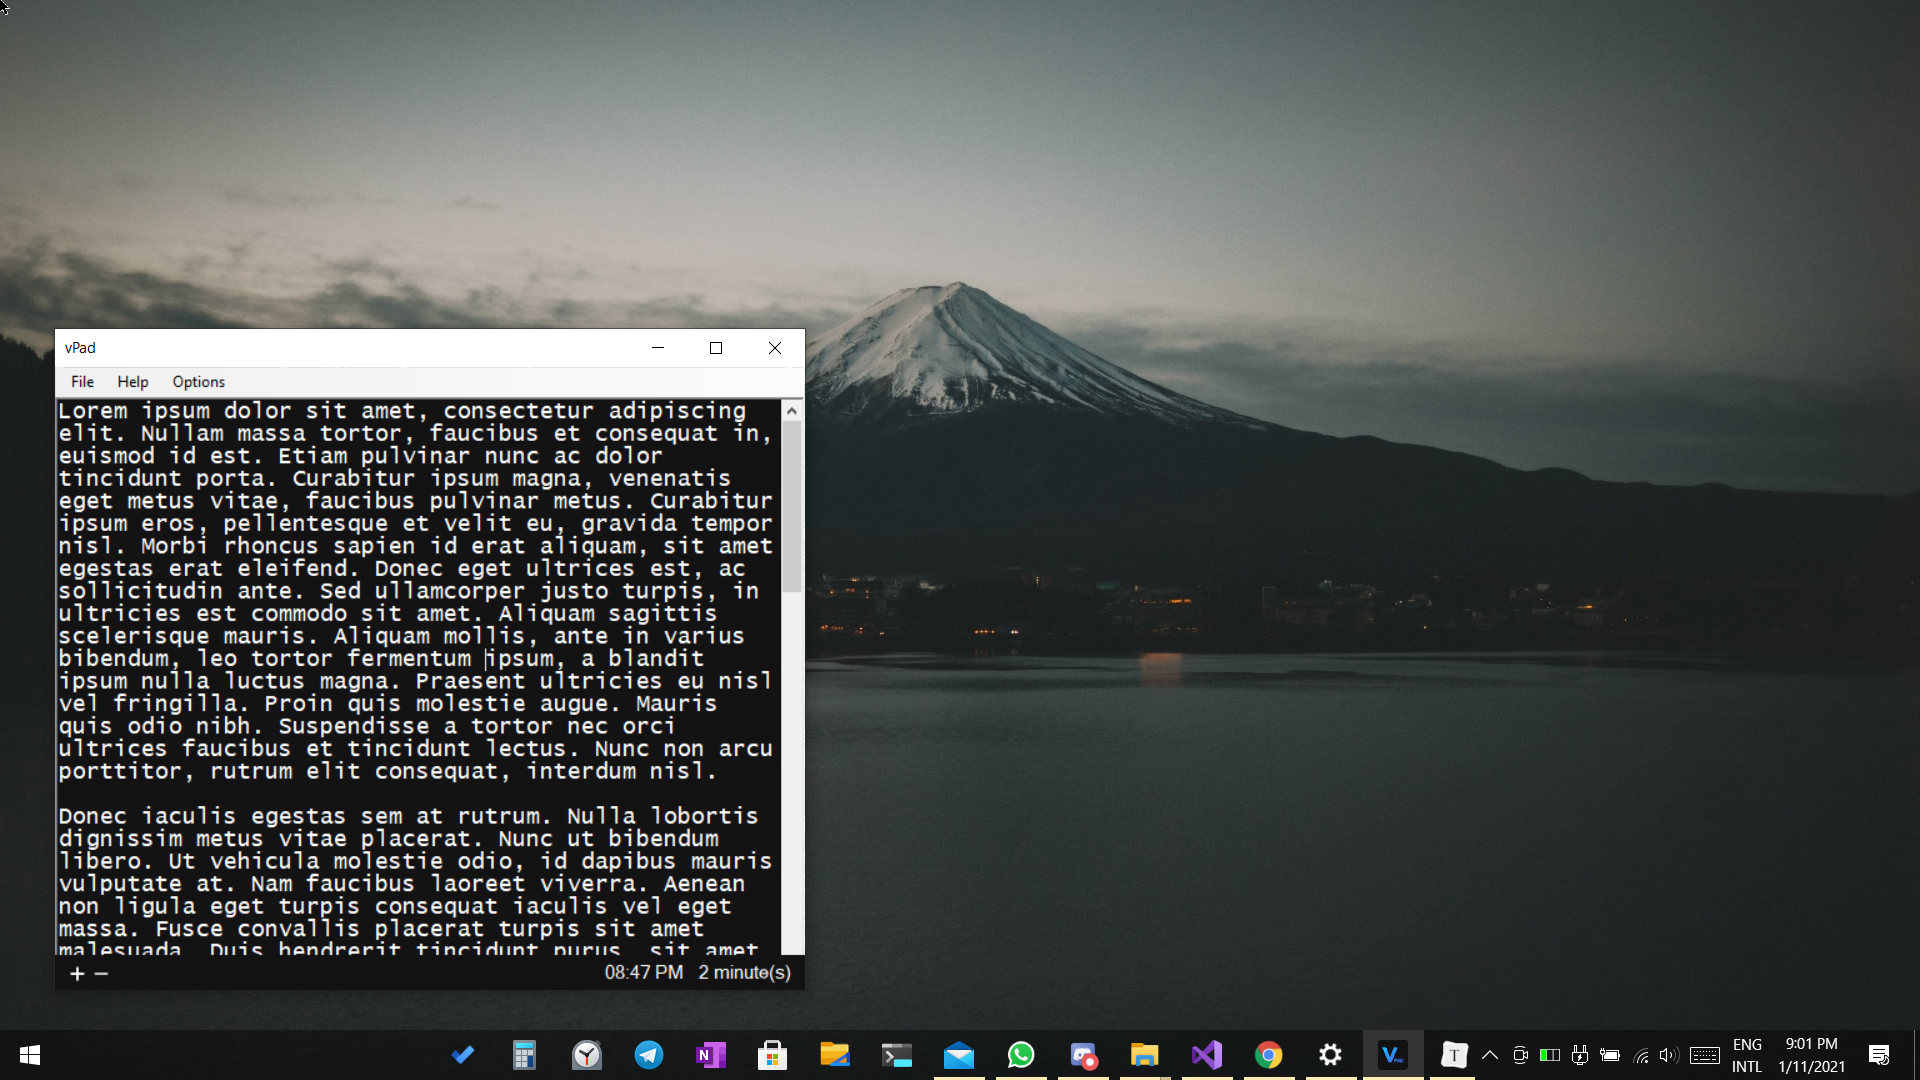 vPad
File Help Options
Lorem ipsum dolor sit amet, consectetur adipiscing
elit. Nullam massa tortor, faucibus et consequat in,
euismod id est. Etiam pulvinar nunc ac dolor
tincidunt porta. Curabitur ipsum magna, venenatis
eget metus vitae, faucibus pulvinar metus. Curabitur
ipsum eros, pellentesque et velit eu, gravida tempor
nisl. Morbi rhoncus sapien id erat aliquam, sit amet
egestas erat eleifend. Donec eget ultrices est, ac
sollicitudin ante. Sed ullamcorper justo turpis, in
ultricies est commodo sit amet. Aliquam sagittis
scelerisque mauris. Aliquam mollis, ante in varius
bibendum, leo tortor fermentum ipsum, a blandit
ipsum nulla luctus magna. Praesent ultricies eu nisl
vel fringilla. Proin quis molestie augue. Mauris
quis odio nibh. Suspendisse a tortor nec orci
ultrices faucibus et tincidunt lectus. Nunc non arcu
porttitor, rutrum elit consequat, interdum nisl.
Donec iaculis egestas sem at rutrum. Nulla lobortis
dignissim metus vitae placerat. Nunc ut bibendum
libero. Ut vehicula molestie odio, id dapibus mauris
vulputate at. Nam faucibus laoreet viverra. Aenean
non ligula eget turpis consequat iaculis vel eget
massa. Fusce convallis placerat turpis sit amet
malesuada. Duis hendrerit tincidunt purus, sit amet
+ − 08:47 PM 2 minute(s)
ENG 9:01 PM
INTL 1/11/2021